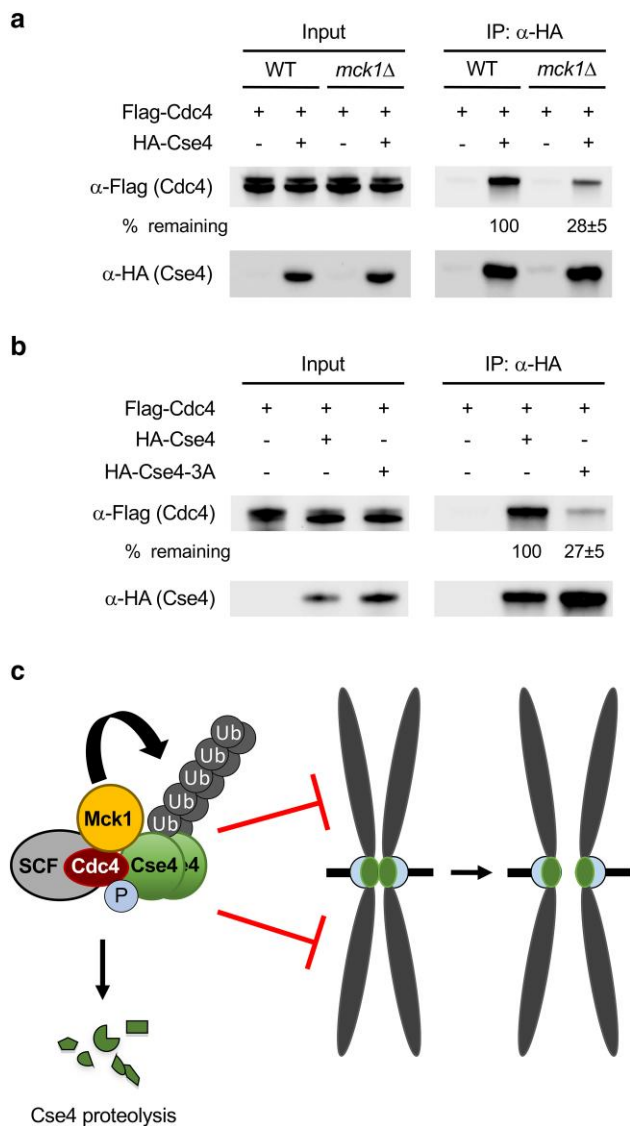 a
Input IP: α-HA
WT mck1Δ WT mck1Δ
Flag-Cdc4 + + + + + + + +
HA-Cse4 - + - + - + - +
α-Flag (Cdc4)
% remaining 100 28±5
α-HA (Cse4)
b
Input IP: α-HA
Flag-Cdc4 + + + + + +
HA-Cse4 - + - - + -
HA-Cse4-3A - - + - - +
α-Flag (Cdc4)
% remaining 100 27±5
α-HA (Cse4)
c
Ub
Ub
Ub
Ub
Ub
Mck1
SCF Cdc4 Cse4 e4
P
Cse4 proteolysis